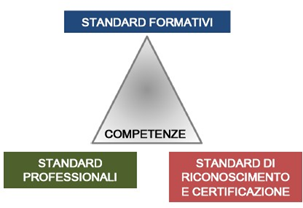 STANDARD FORMATIVI
COMPETENZE
STANDARD
PROFESSIONALI
STANDARD DI
RICONOSCIMENTO
E CERTIFICAZIONE